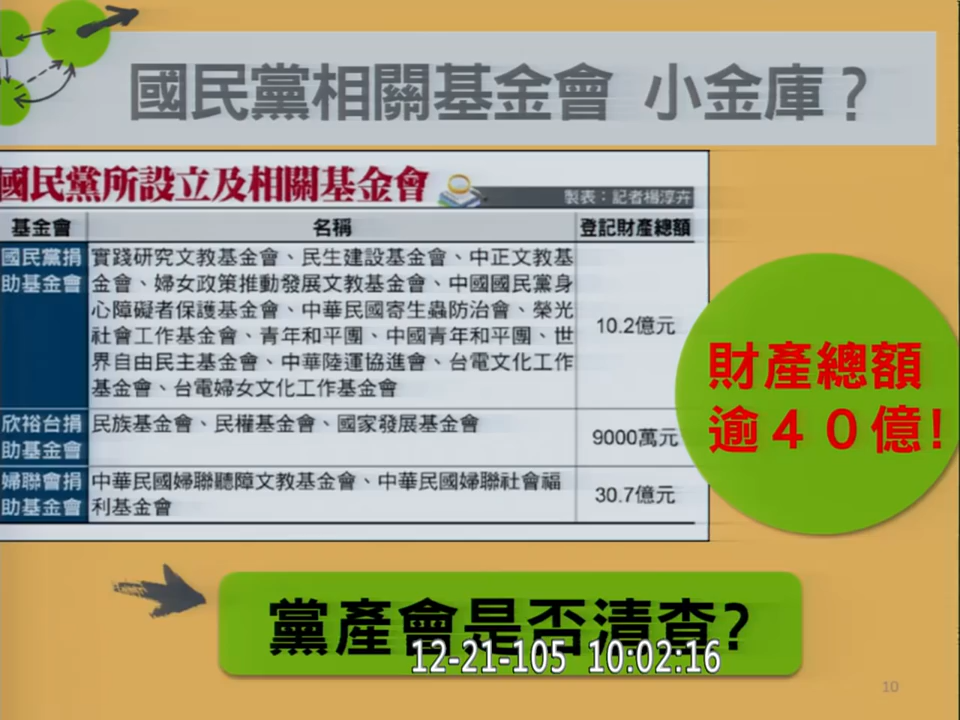 國民黨相關基金會 小金庫？
國民黨所設立及相關基金會
製表：記者楊淳卉
基金會 名稱 登記財產總額
國民黨捐助基金會
實踐研究文教基金會、民生建設基金會、中正文教基
金會、婦女政策推動發展文教基金會、中國國民黨身
心障礙者保護基金會、中華民國寄生蟲防治會、榮光
社會工作基金會、青年和平團、中國青年和平團、世
界自由民主基金會、中華陸運協進會、台電文化工作
基金會、台電婦女文化工作基金會
10.2億元
欣裕台捐
助基金會
民族基金會、民權基金會、國家發展基金會
9000萬元
婦聯會捐
助基金會
中華民國婦聯聽障文教基金會、中華民國婦聯社會福
利基金會
30.7億元
財產總額
逾４０億!
黨產會是否清查?
12-21-105 10:02:16
10